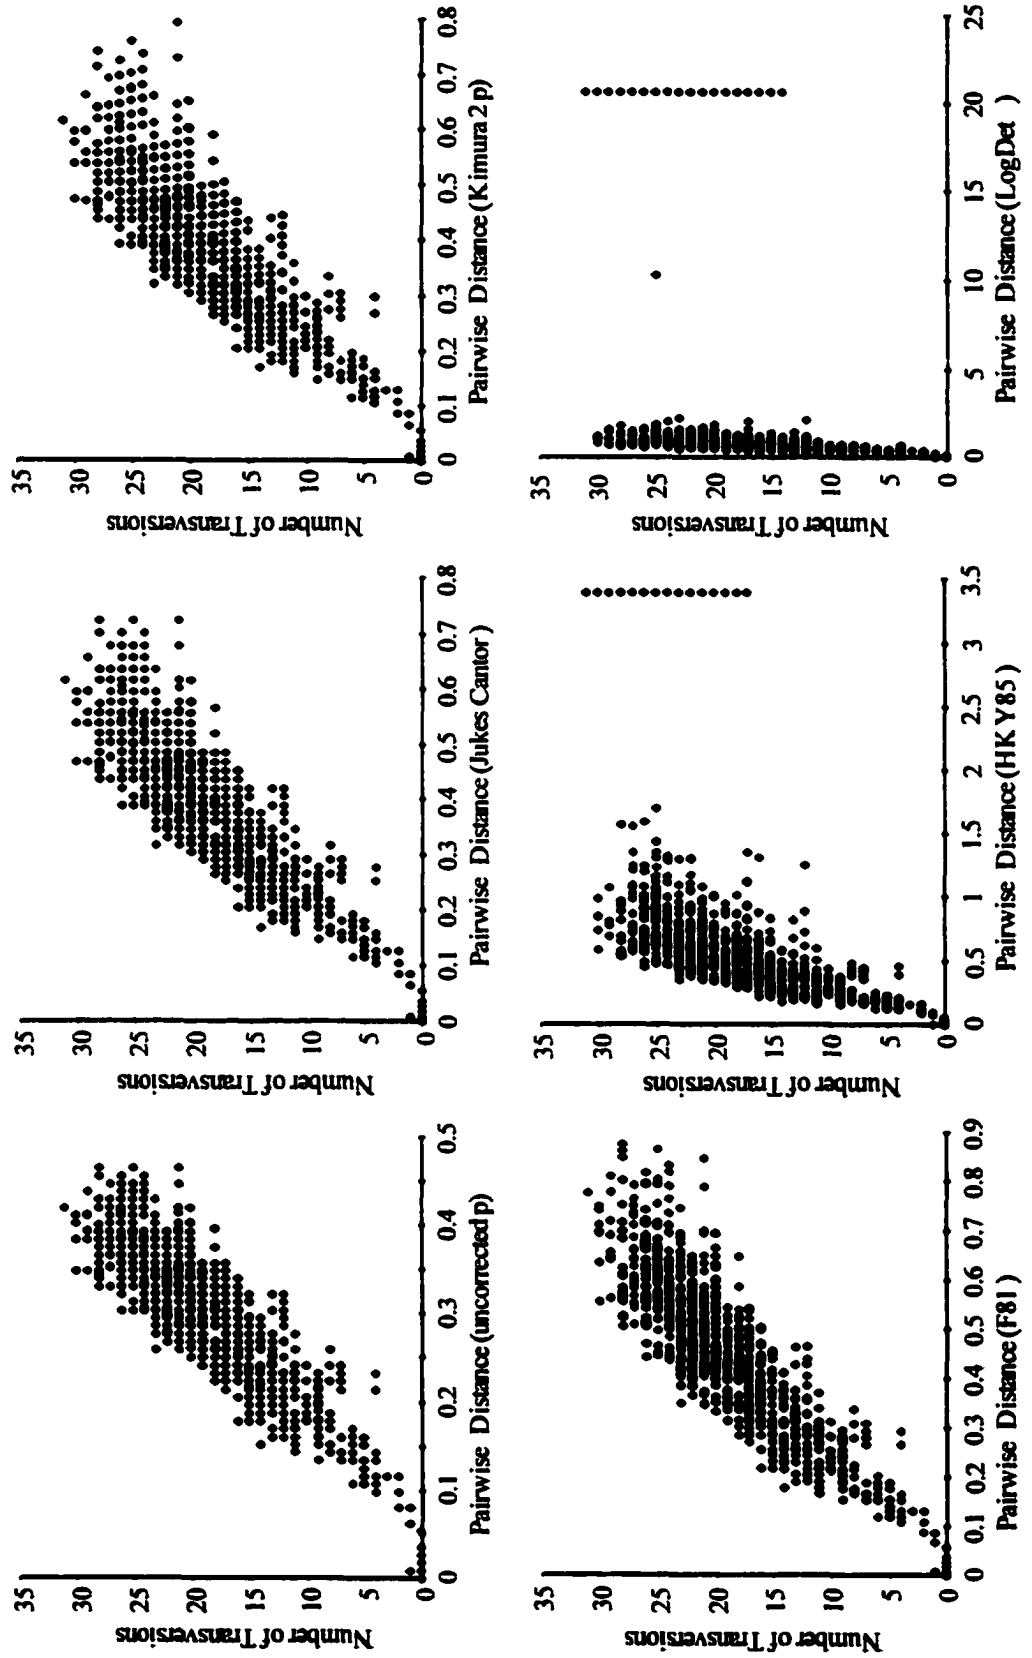 35
30
25
20
15
10
5
0
Number of Transversions
0 0.1 0.2 0.3 0.4 0.5
Pairwise Distance (uncorrected p)
35
30
25
20
15
10
5
0
Number of Transversions
0 0.1 0.2 0.3 0.4 0.5 0.6 0.7 0.8
Pairwise Distance (Jukes Cantor)
35
30
25
20
15
10
5
0
Number of Transversions
0 0.1 0.2 0.3 0.4 0.5 0.6 0.7 0.8
Pairwise Distance (Kimura 2 p)
35
30
25
20
15
10
5
0
Number of Transversions
0 0.1 0.2 0.3 0.4 0.5 0.6 0.7 0.8 0.9
Pairwise Distance (F81)
35
30
25
20
15
10
5
0
Number of Transversions
0 0.5 1 1.5 2 2.5 3 3.5
Pairwise Distance (HKY85)
35
30
25
20
15
10
5
0
Number of Transversions
0 5 10 15 20 25
Pairwise Distance (LogDet)